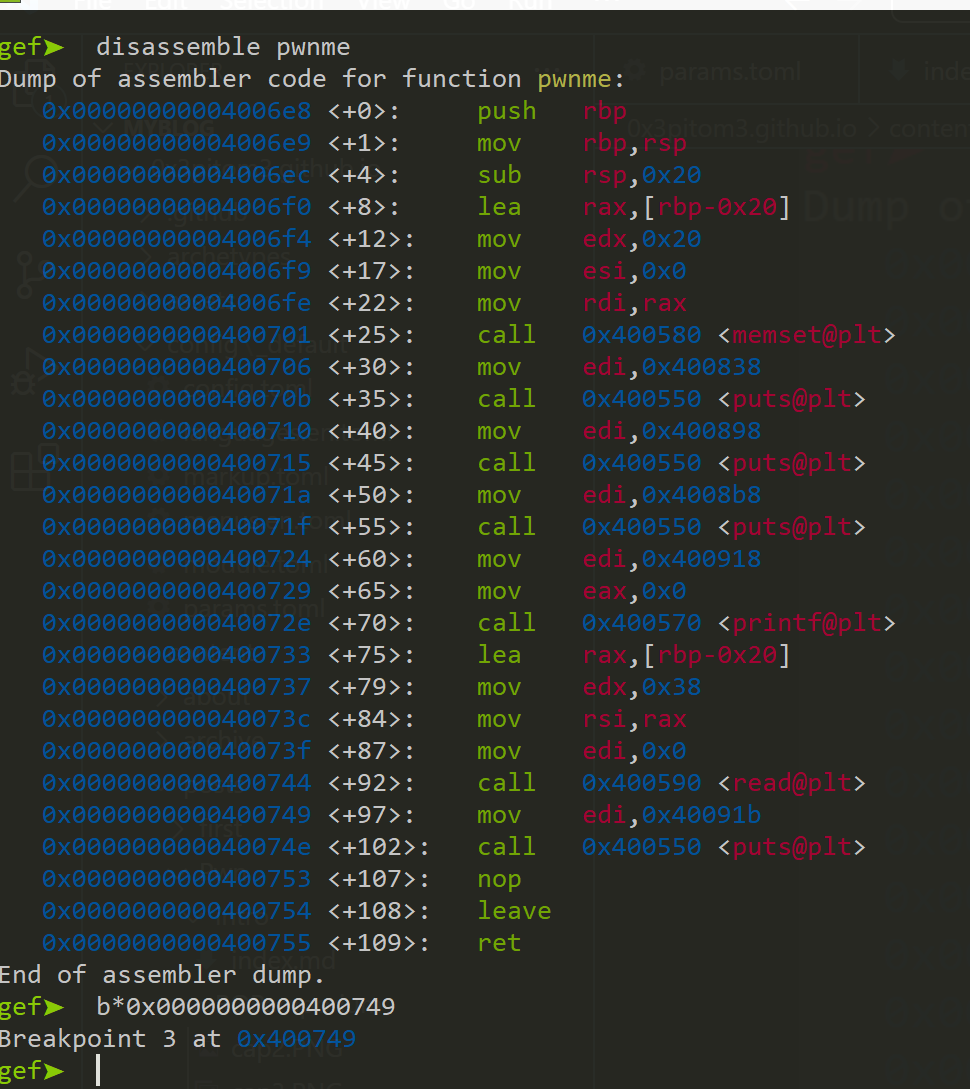 File Edit Selection View Go Run
gef➤  disassemble pwnme
Dump of assembler code for function pwnme:
0x00000000004006e8 <+0>: push rbp
0x00000000004006e9 <+1>: mov rbp,rsp
0x00000000004006ec <+4>: sub rsp,0x20
0x00000000004006f0 <+8>: lea rax,[rbp-0x20]
0x00000000004006f4 <+12>: mov edx,0x20
0x00000000004006f9 <+17>: mov esi,0x0
0x00000000004006fe <+22>: mov rdi,rax
0x0000000000400701 <+25>: call 0x400580 <memset@plt>
0x0000000000400706 <+30>: mov edi,0x400838
0x000000000040070b <+35>: call 0x400550 <puts@plt>
0x0000000000400710 <+40>: mov edi,0x400898
0x0000000000400715 <+45>: call 0x400550 <puts@plt>
0x000000000040071a <+50>: mov edi,0x4008b8
0x000000000040071f <+55>: call 0x400550 <puts@plt>
0x0000000000400724 <+60>: mov edi,0x400918
0x0000000000400729 <+65>: mov eax,0x0
0x000000000040072e <+70>: call 0x400570 <printf@plt>
0x0000000000400733 <+75>: lea rax,[rbp-0x20]
0x0000000000400737 <+79>: mov edx,0x38
0x000000000040073c <+84>: mov rsi,rax
0x000000000040073f <+87>: mov edi,0x0
0x0000000000400744 <+92>: call 0x400590 <read@plt>
0x0000000000400749 <+97>: mov edi,0x40091b
0x000000000040074e <+102>: call 0x400550 <puts@plt>
0x0000000000400753 <+107>: nop
0x0000000000400754 <+108>: leave
0x0000000000400755 <+109>: ret
End of assembler dump.
gef➤  b*0x0000000000400749
Breakpoint 3 at 0x400749
gef➤